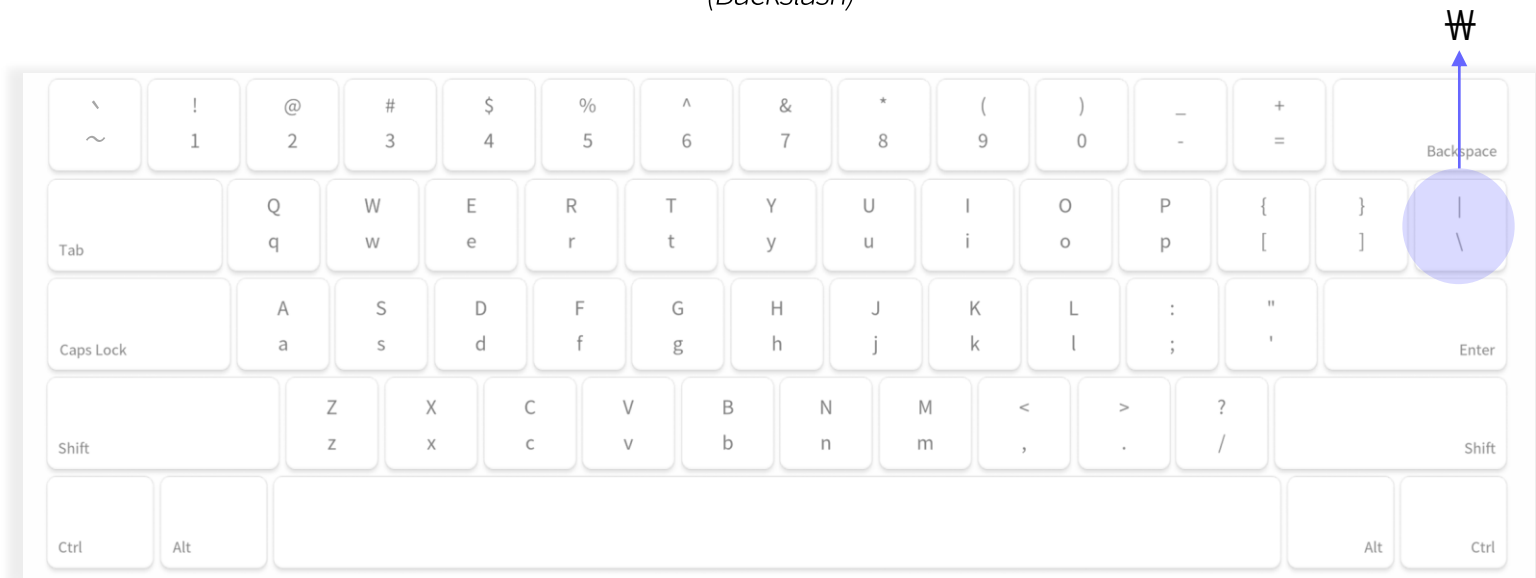 (Backslash)
₩
` ! @ # $ % ^ & * ( ) _ +
~ 1 2 3 4 5 6 7 8 9 0 - = Backspace
Q W E R T Y U I O P { } |
Tab q w e r t y u i o p [ ] \
A S D F G H J K L : "
Caps Lock a s d f g h j k l ; ' Enter
Z X C V B N M < > ?
Shift z x c v b n m , . / Shift
Ctrl Alt Alt Ctrl